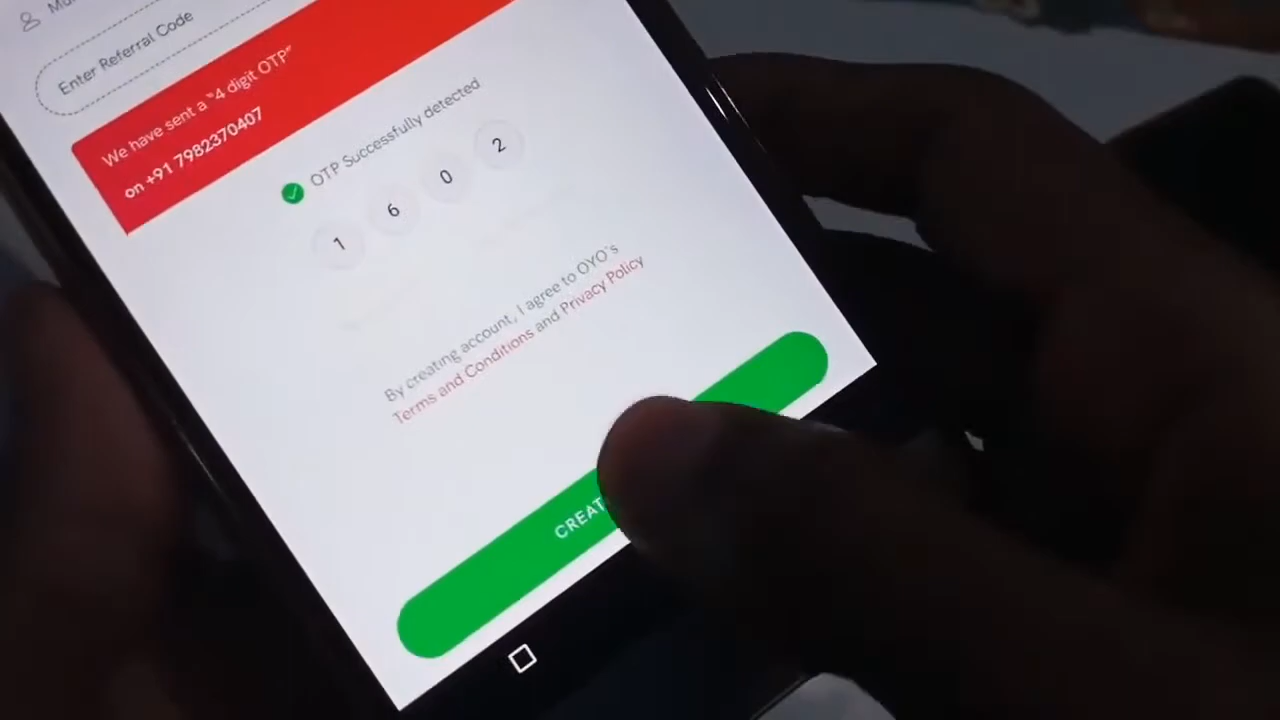 Enter Referral Code
We have sent a "4 digit OTP"
on +91 7982370407
OTP Successfully detected
1 6 0 2
By creating account, I agree to OYO's
Terms and Conditions and Privacy Policy